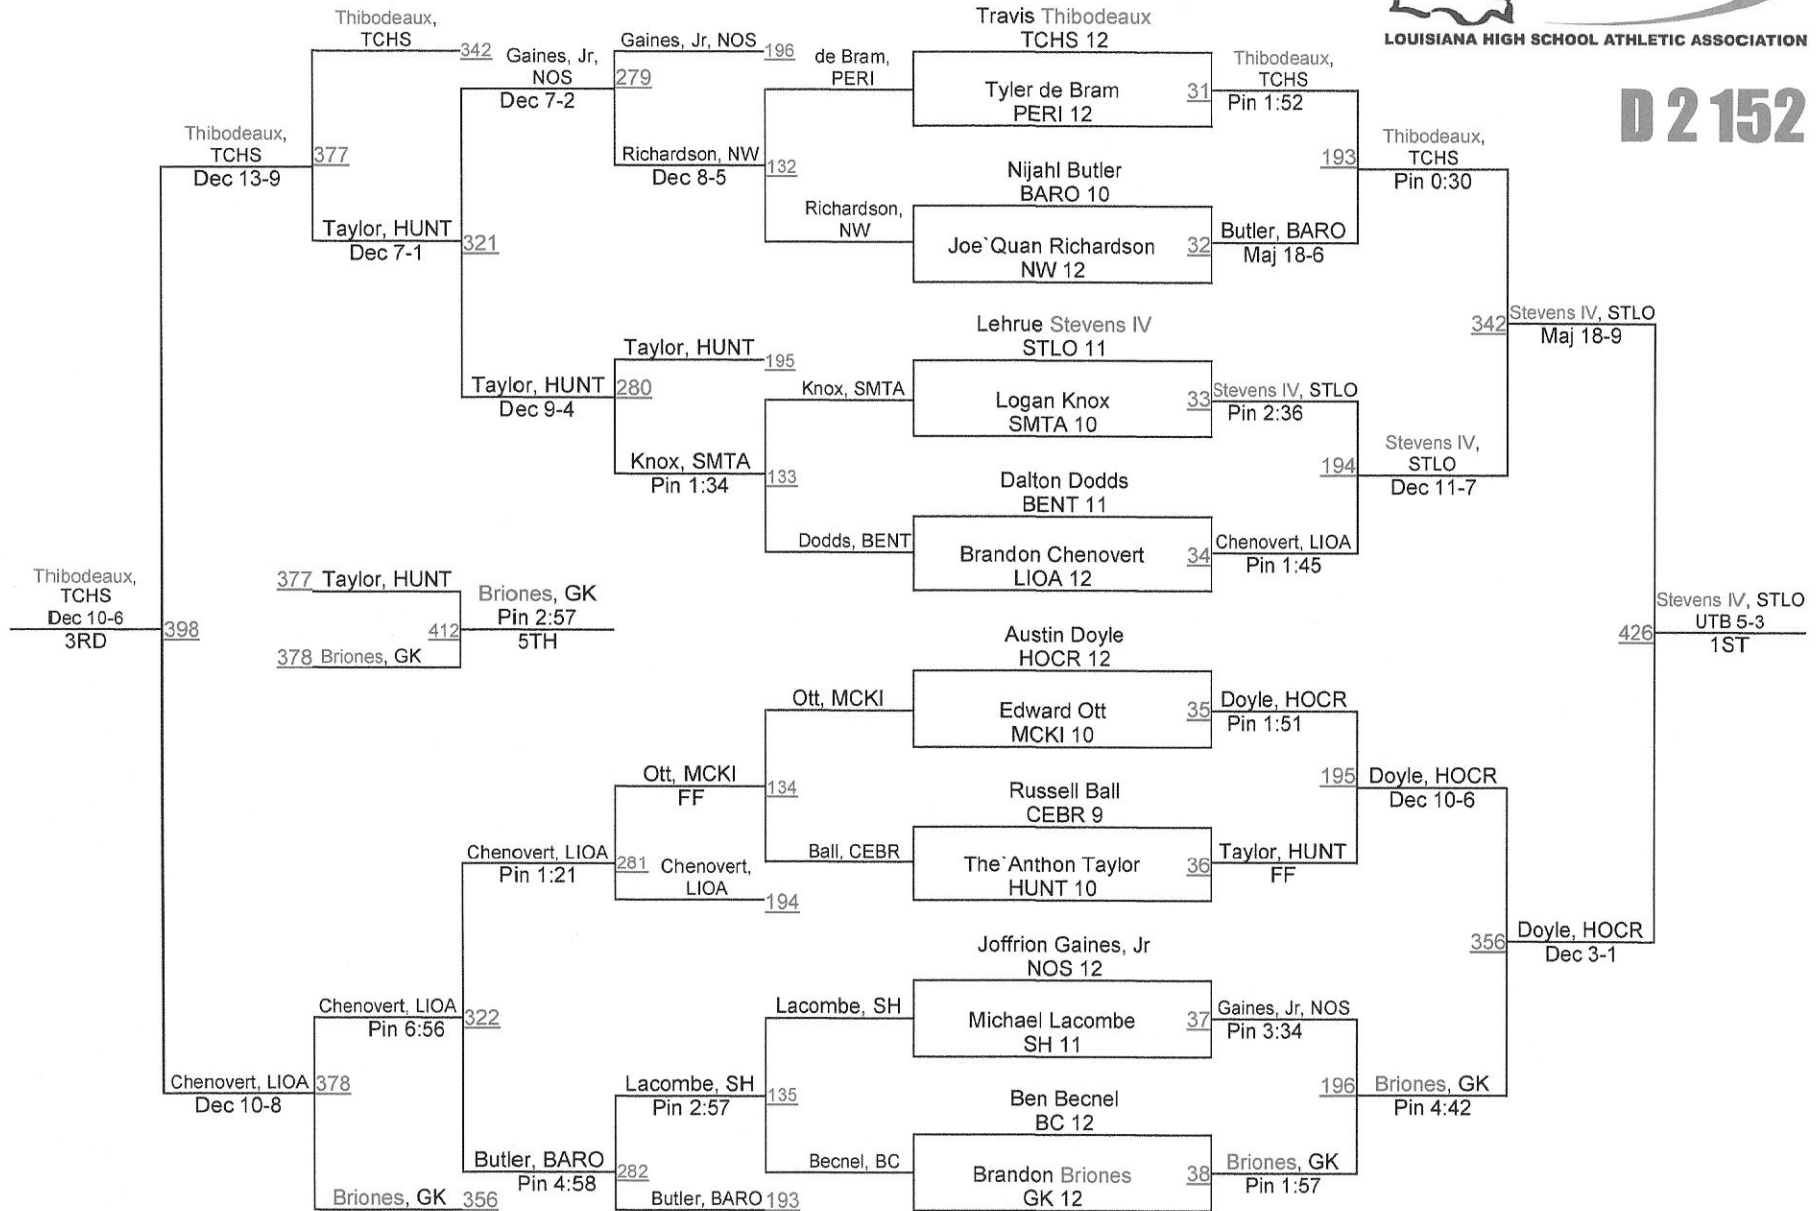 LOUISIANA HIGH SCHOOL ATHLETIC ASSOCIATION
D 2 152
Thibodeaux,
TCHS
342
Gaines, Jr,
NOS
Dec 7-2
Gaines, Jr, NOS
196
279
de Bram,
PERI
Travis Thibodeaux
TCHS 12
Tyler de Bram
PERI 12
31
Thibodeaux,
TCHS
Pin 1:52
Thibodeaux,
TCHS
Dec 13-9
377
Richardson, NW
Dec 8-5
132
Nijahl Butler
BARO 10
193
Thibodeaux,
TCHS
Pin 0:30
Taylor, HUNT
Dec 7-1
321
Richardson,
NW
Joe`Quan Richardson
NW 12
32
Butler, BARO
Maj 18-6
Lehrue Stevens IV
STLO 11
342
Stevens IV, STLO
Maj 18-9
Taylor, HUNT
195
Taylor, HUNT
Dec 9-4
280
Knox, SMTA
Logan Knox
SMTA 10
33
Stevens IV, STLO
Pin 2:36
Knox, SMTA
Pin 1:34
133
Dalton Dodds
BENT 11
194
Stevens IV,
STLO
Dec 11-7
Dodds, BENT
Brandon Chenovert
LIOA 12
34
Chenovert, LIOA
Pin 1:45
Thibodeaux,
TCHS
Dec 10-6
3RD
398
377 Taylor, HUNT
378 Briones, GK
412
Briones, GK
Pin 2:57
5TH
426
Stevens IV, STLO
UTB 5-3
1ST
Austin Doyle
HOCR 12
Ott, MCKI
Edward Ott
MCKI 10
35
Doyle, HOCR
Pin 1:51
Ott, MCKI
FF
134
Russell Ball
CEBR 9
195
Doyle, HOCR
Dec 10-6
Chenovert, LIOA
Pin 1:21
281
Chenovert,
LIOA
194
Ball, CEBR
The`Anthon Taylor
HUNT 10
36
Taylor, HUNT
FF
Joffrion Gaines, Jr
NOS 12
356
Doyle, HOCR
Dec 3-1
Chenovert, LIOA
Pin 6:56
322
Lacombe, SH
Michael Lacombe
SH 11
37
Gaines, Jr, NOS
Pin 3:34
Chenovert, LIOA
Dec 10-8
378
Lacombe, SH
Pin 2:57
135
Ben Becnel
BC 12
196
Briones, GK
Pin 4:42
Butler, BARO
Pin 4:58
282
Becnel, BC
Brandon Briones
GK 12
38
Briones, GK
Pin 1:57
Briones, GK
356
Butler, BARO
193